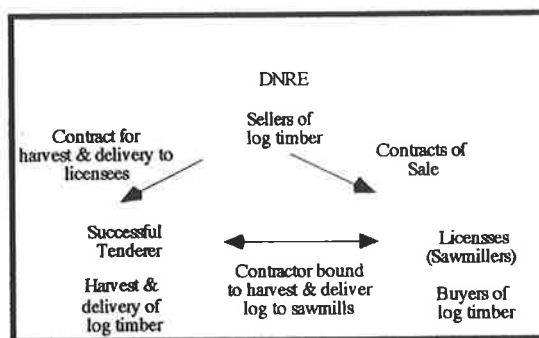 DNRE
Sellers of
log timber
Contract for
harvest & delivery to
licensees
Contracts of
Sale
Successful
Tenderer
Harvest &
delivery of
log timber
Contractor bound
to harvest & deliver
log to sawmills
Licensses
(Sawmillers)
Buyers of
log timber